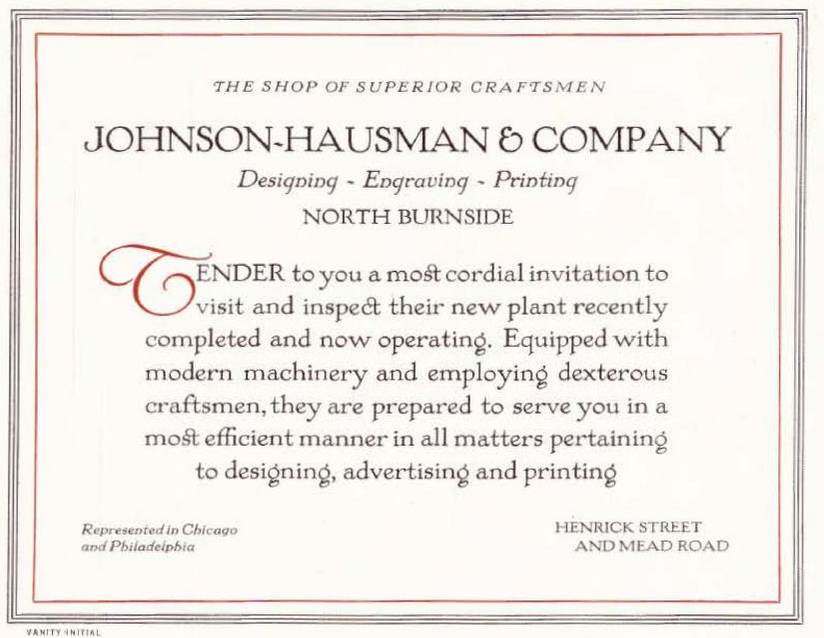 THE SHOP OF SUPERIOR CRAFTSMEN
JOHNSON-HAUSMAN & COMPANY
Designing - Engraving - Printing
NORTH BURNSIDE
TENDER to you a most cordial invitation to
visit and inspect their new plant recently
completed and now operating. Equipped with
modern machinery and employing dexterous
craftsmen, they are prepared to serve you in a
most efficient manner in all matters pertaining
to designing, advertising and printing
Represented in Chicago
and Philadelphia
HENRICK STREET
AND MEAD ROAD
VANITY INITIAL